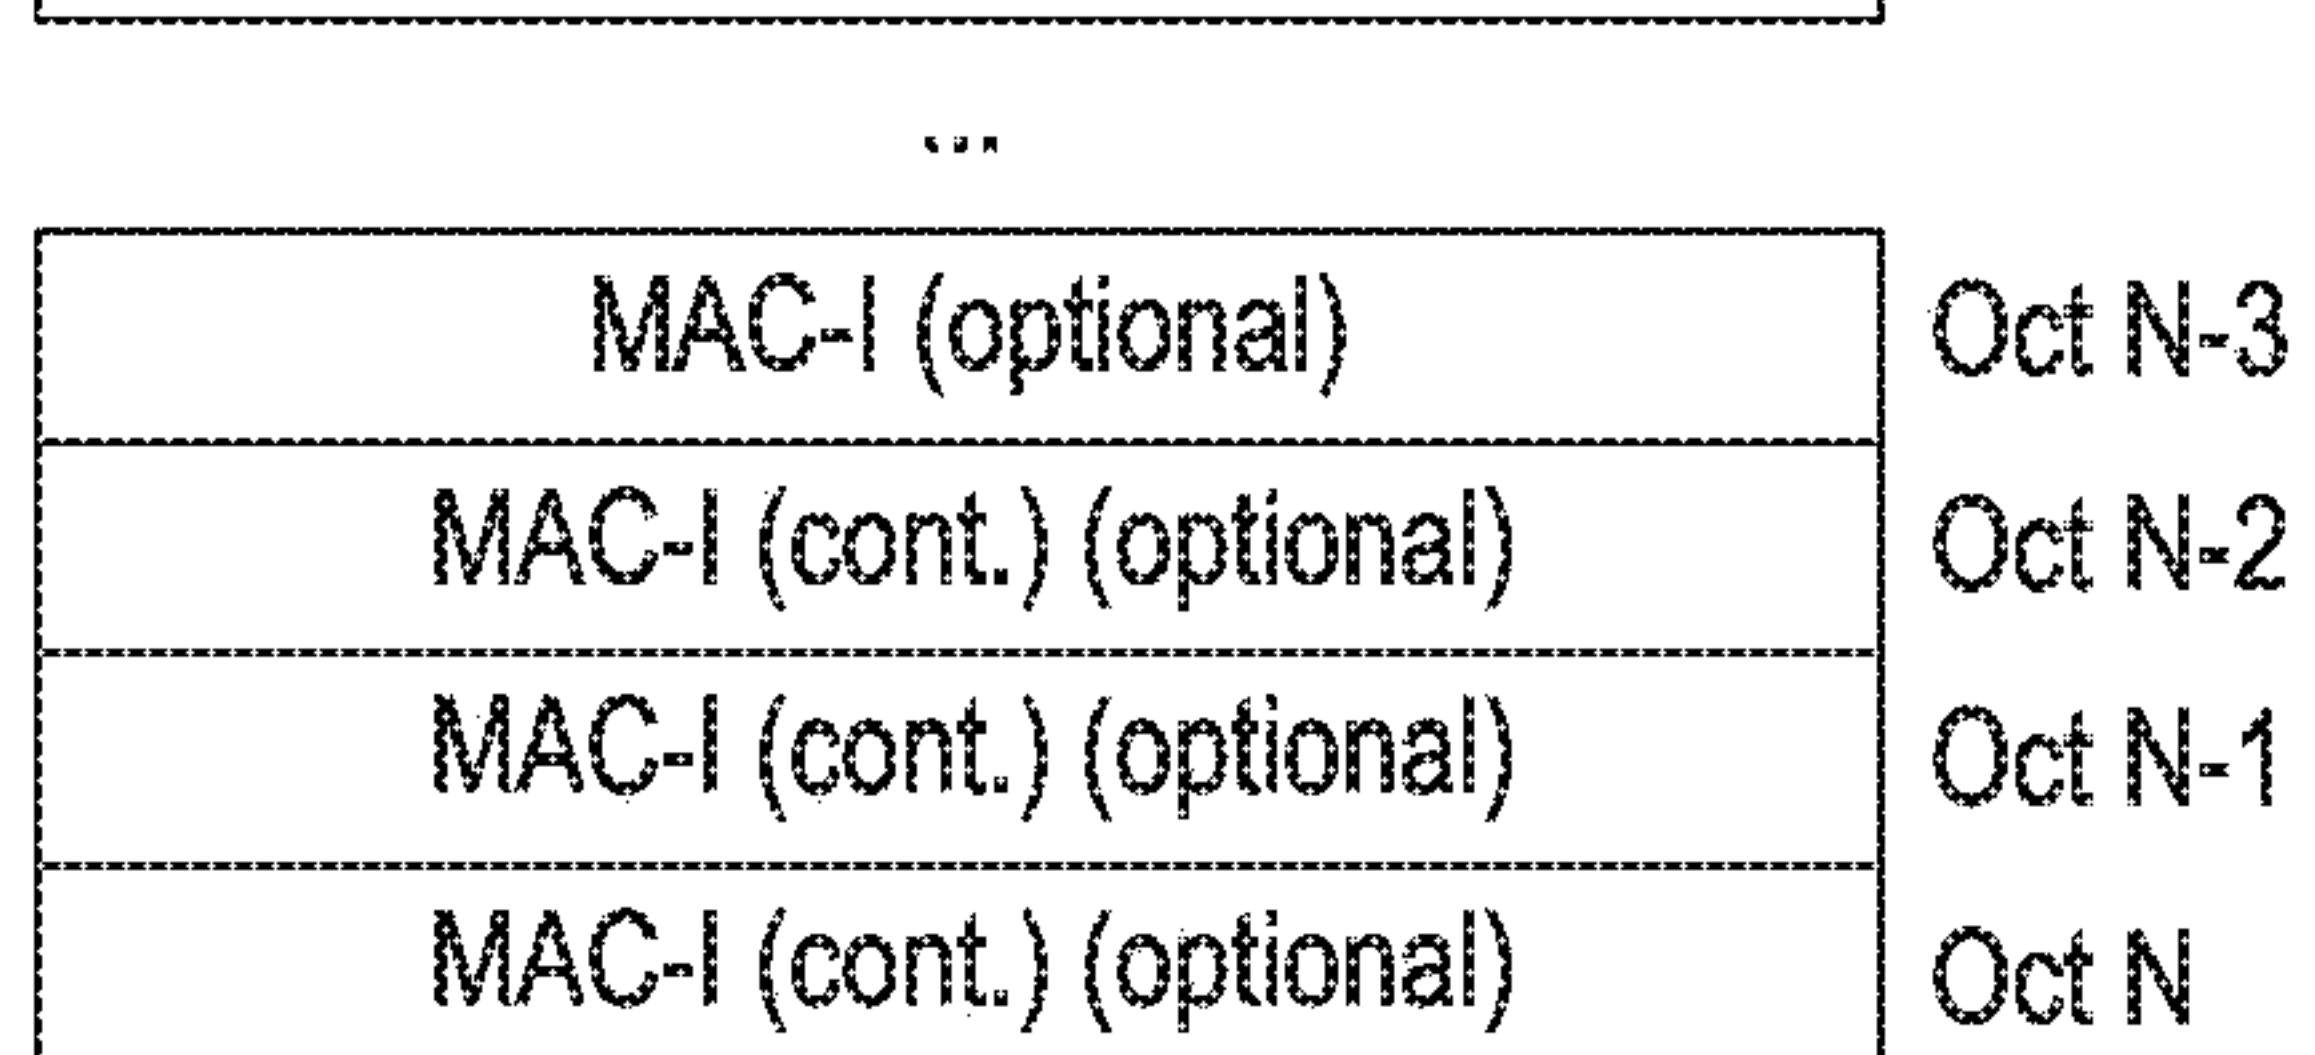 ...
MAC-I (optional) Oct N-3
MAC-I (cont.) (optional) Oct N-2
MAC-I (cont.) (optional) Oct N-1
MAC-I (cont.) (optional) Oct N